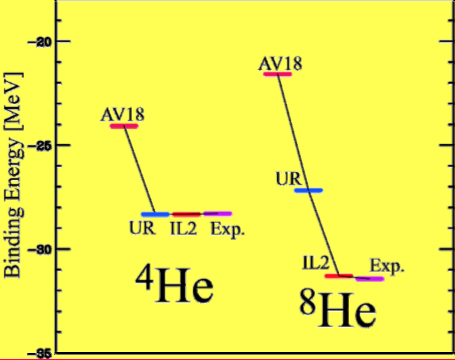 Binding Energy [MeV]
-20
-25
-30
-35
AV18
UR
IL2
Exp.
⁴He
AV18
UR
IL2
Exp.
⁸He